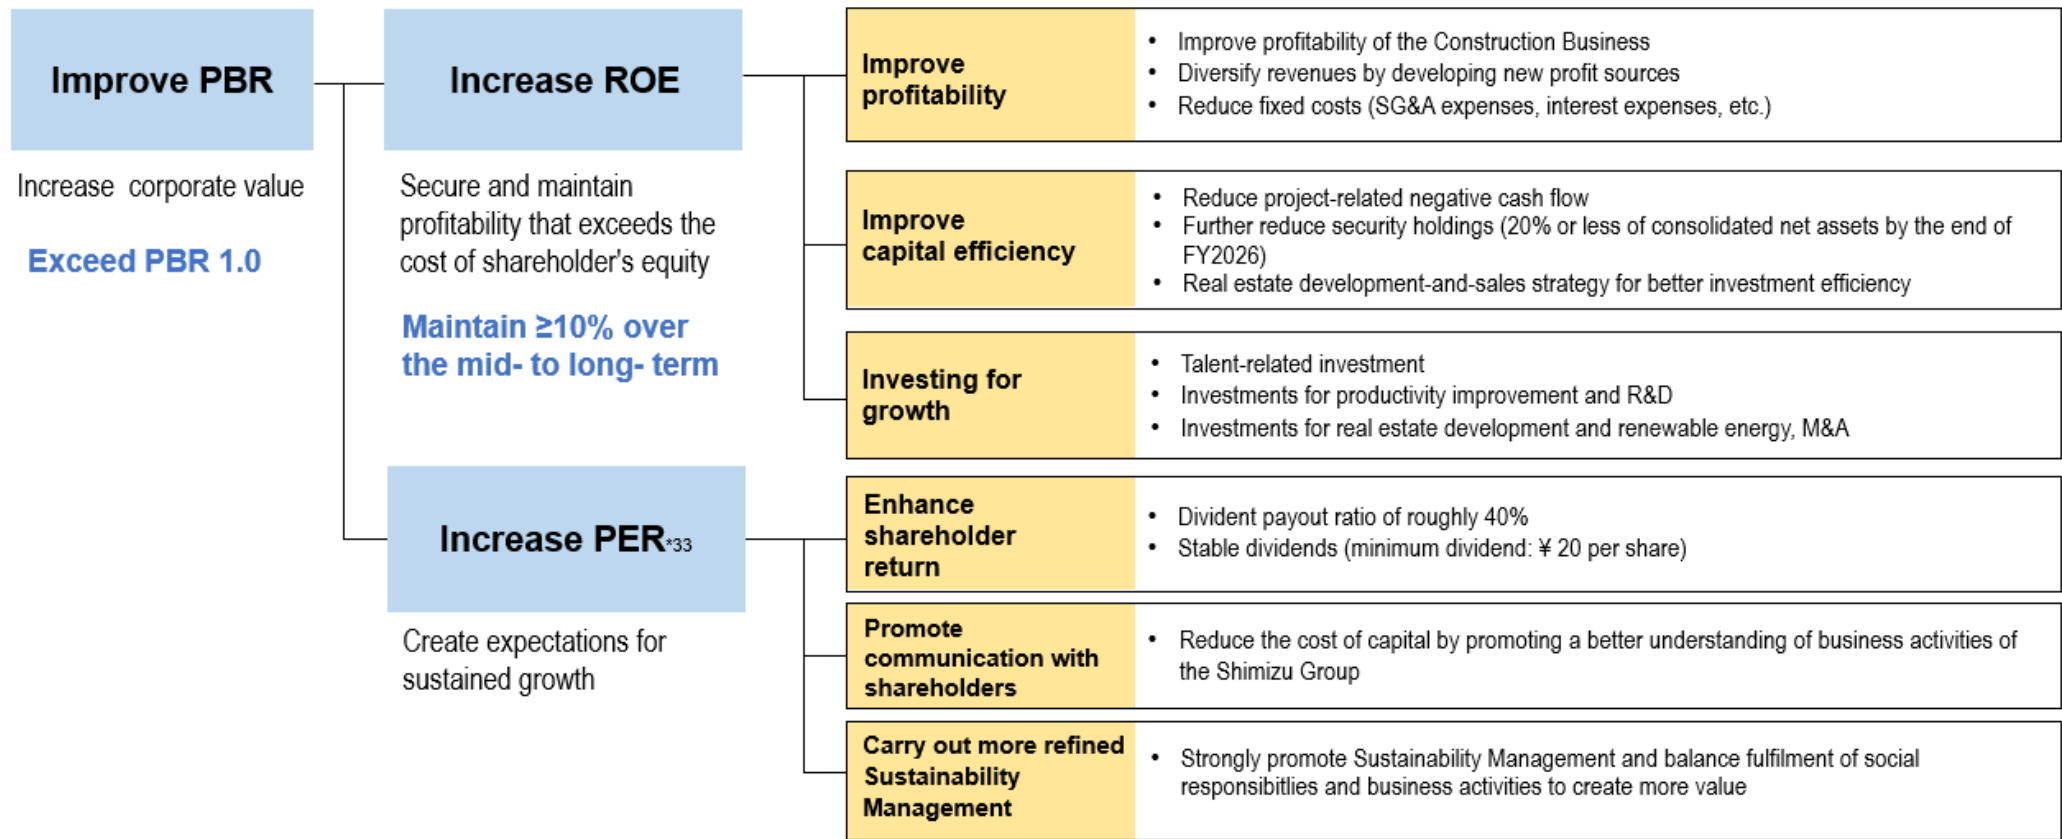 Improve PBR
Increase  corporate value
Exceed PBR 1.0
Increase ROE
Secure and maintain
profitability that exceeds the
cost of shareholder's equity
Maintain ≥10% over
the mid- to long- term
Improve
profitability
• Improve profitability of the Construction Business
• Diversify revenues by developing new profit sources
• Reduce fixed costs (SG&A expenses, interest expenses, etc.)
Improve
capital efficiency
• Reduce project-related negative cash flow
• Further reduce security holdings (20% or less of consolidated net assets by the end of
FY2026)
• Real estate development-and-sales strategy for better investment efficiency
Investing for
growth
• Talent-related investment
• Investments for productivity improvement and R&D
• Investments for real estate development and renewable energy, M&A
Increase PER*33
Create expectations for
sustained growth
Enhance
shareholder
return
• Divident payout ratio of roughly 40%
• Stable dividends (minimum dividend: ¥ 20 per share)
Promote
communication with
shareholders
• Reduce the cost of capital by promoting a better understanding of business activities of
the Shimizu Group
Carry out more refined
Sustainability
Management
• Strongly promote Sustainability Management and balance fulfilment of social
responsibitlies and business activities to create more value